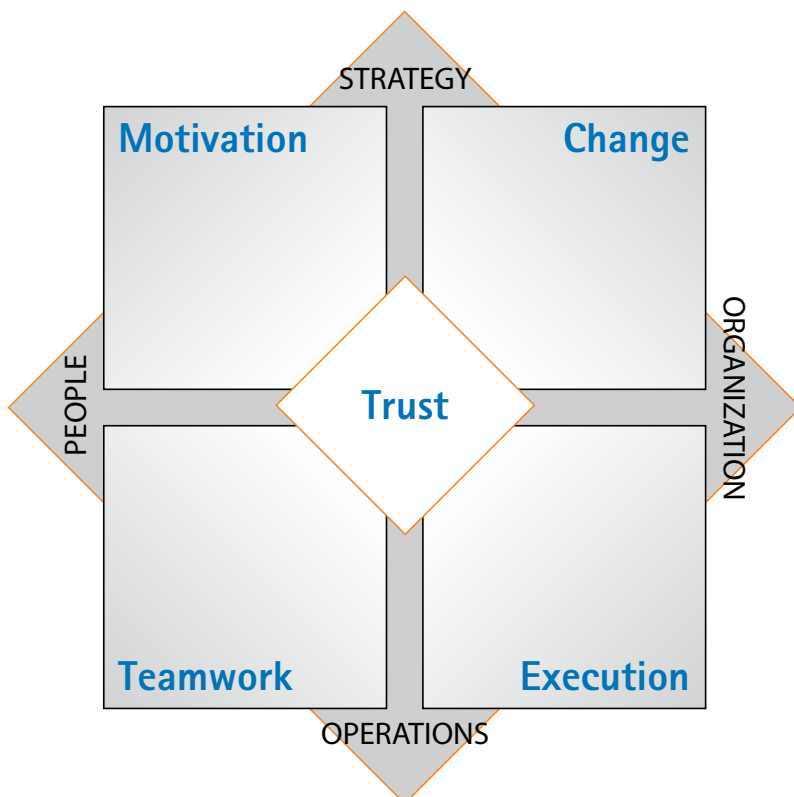 STRATEGY
Motivation
Change
PEOPLE
Trust
ORGANIZATION
Teamwork
Execution
OPERATIONS